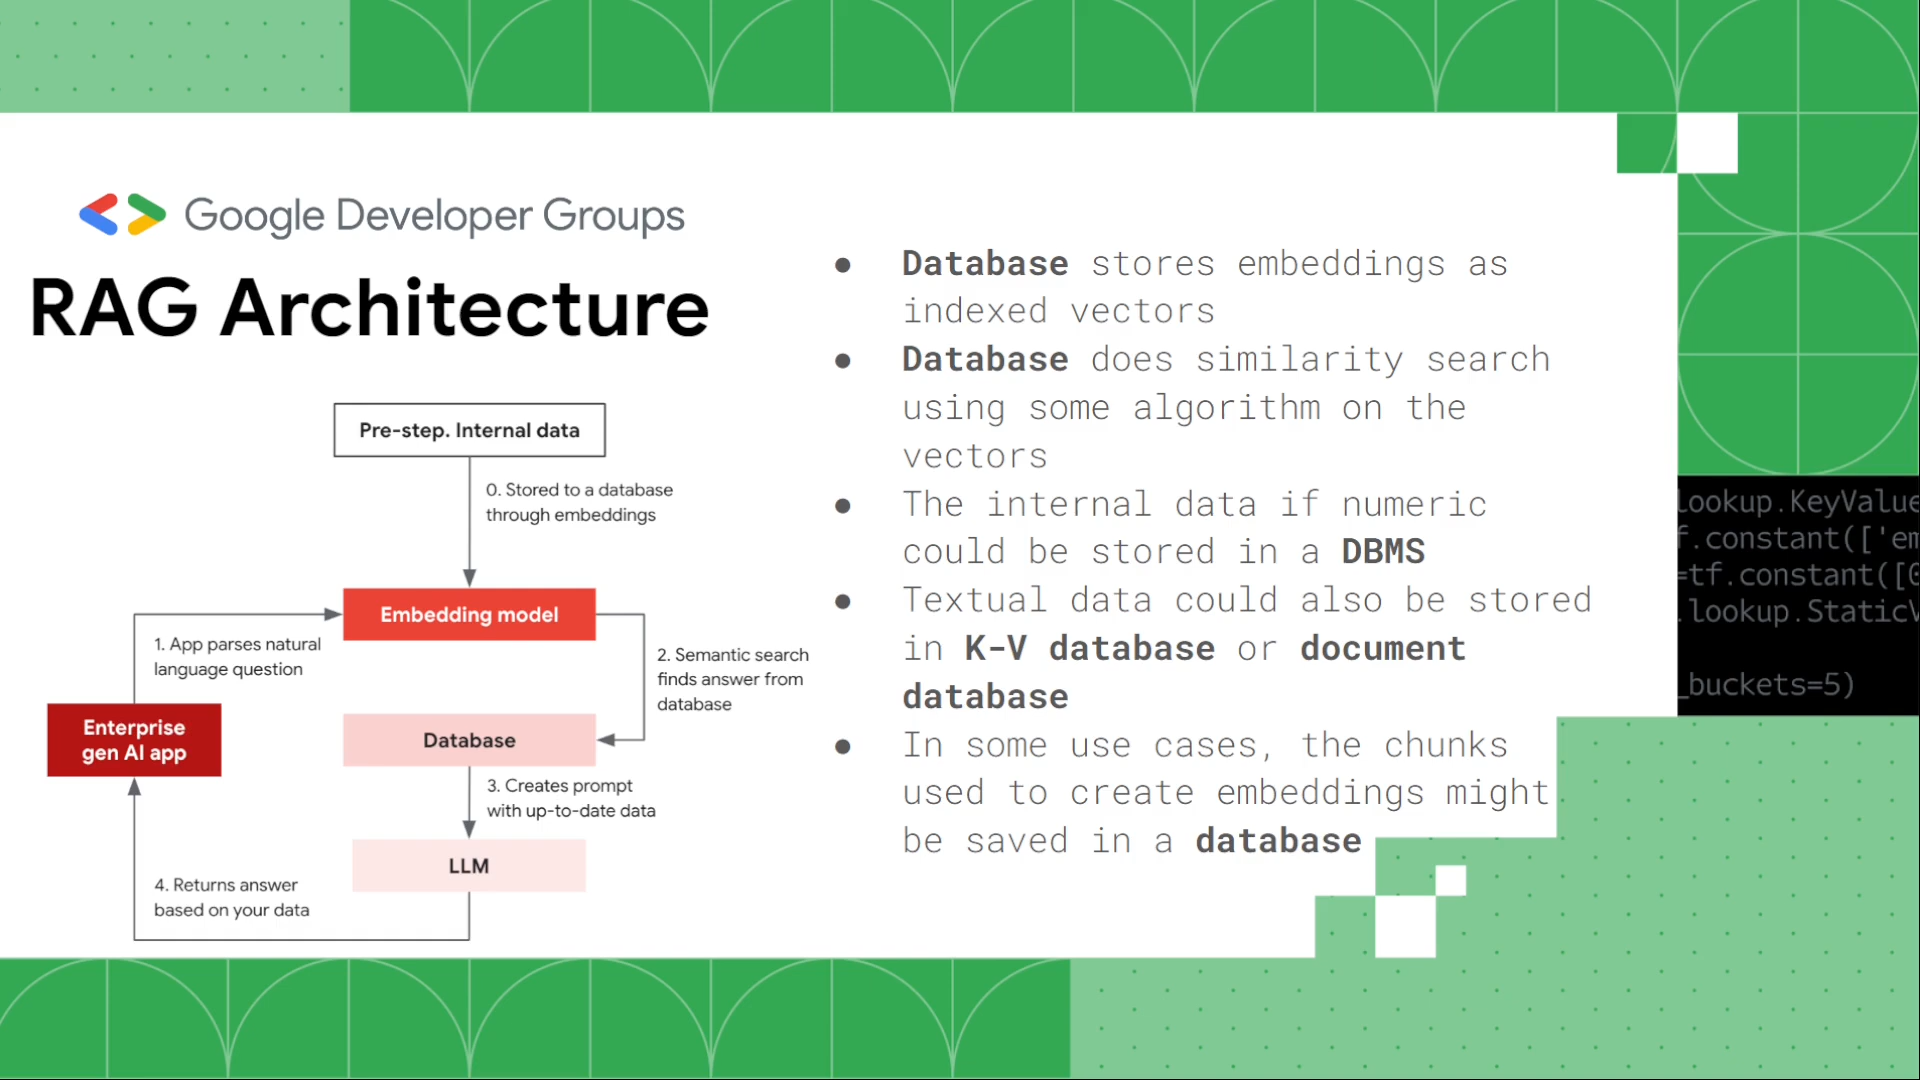 Google Developer Groups
RAG Architecture
Pre-step. Internal data
0. Stored to a database
through embeddings
Embedding model
1. App parses natural
language question
2. Semantic search
finds answer from
database
Enterprise
gen AI app
Database
3. Creates prompt
with up-to-date data
LLM
4. Returns answer
based on your data
● Database stores embeddings as
indexed vectors
● Database does similarity search
using some algorithm on the
vectors
● The internal data if numeric
could be stored in a DBMS
● Textual data could also be stored
in K-V database or document
database
● In some use cases, the chunks
used to create embeddings might
be saved in a database
lookup.KeyValue
f.constant(['em
=tf.constant([0
.lookup.StaticV
_buckets=5)